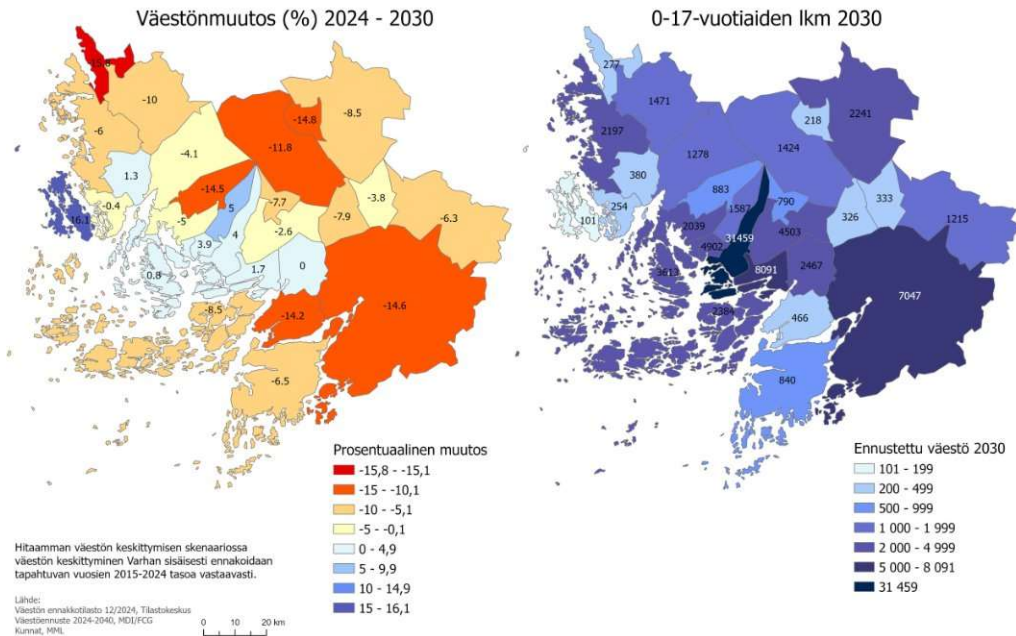 Väestönmuutos (%) 2024 - 2030
-15.8
-10
-8.5
-14.8
-6
-11.8
-4.1
1.3
-14.5
-3.8
-0.4
16.1
5
-7.7
-7.9
-5
-6.3
-2.6
4
3.9
0.8
1.7
0
-14.6
-8.5
-14.2
-6.5
Prosentuaalinen muutos
-15,8 - -15,1
-15 - -10,1
-10 - -5,1
-5 - -0,1
0 - 4,9
5 - 9,9
10 - 14,9
15 - 16,1
Hitaamman väestön keskittymisen skenaariossa
väestön keskittyminen Varhan sisäisesti ennakoidaan
tapahtuvan vuosien 2015-2024 tasoa vastaavasti.
Lähde:
Väestön ennakkotilasto 12/2024, Tilastokeskus
Väestöennuste 2024-2040, MDI/FCG
Kunnat, MML
0 10 20 km
0-17-vuotiaiden lkm 2030
277
1471
2241
218
2197
1424
1278
380
883
333
254
101
1587
790
326
1215
2039
4503
31459
4902
3613
8091
2467
7047
2384
466
840
Ennustettu väestö 2030
101 - 199
200 - 499
500 - 999
1 000 - 1 999
2 000 - 4 999
5 000 - 8 091
31 459